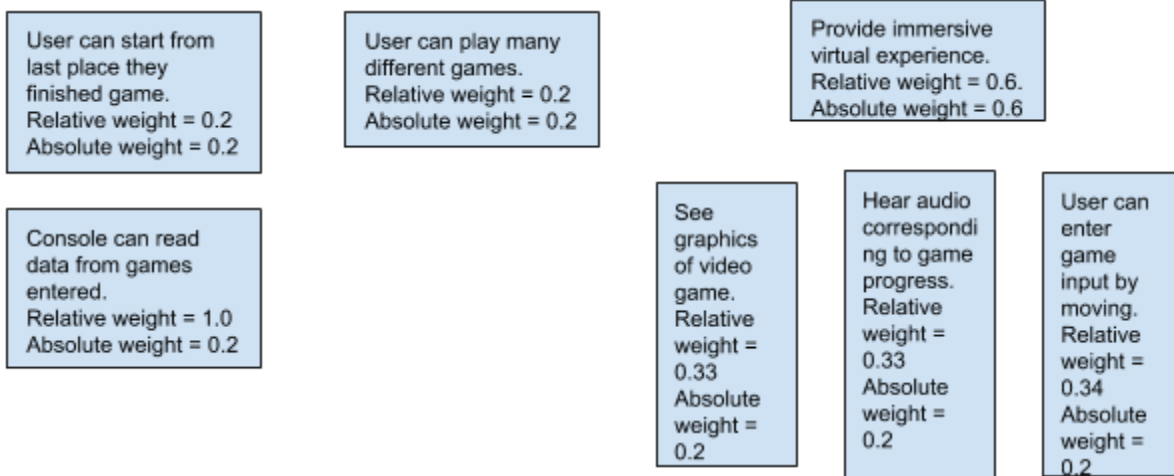 User can start from
last place they
finished game.
Relative weight = 0.2
Absolute weight = 0.2
User can play many
different games.
Relative weight = 0.2
Absolute weight = 0.2
Provide immersive
virtual experience.
Relative weight = 0.6.
Absolute weight = 0.6
Console can read
data from games
entered.
Relative weight = 1.0
Absolute weight = 0.2
See
graphics
of video
game.
Relative
weight =
0.33
Absolute
weight =
0.2
Hear audio
correspondi
ng to game
progress.
Relative
weight =
0.33
Absolute
weight =
0.2
User can
enter
game
input by
moving.
Relative
weight =
0.34
Absolute
weight =
0.2